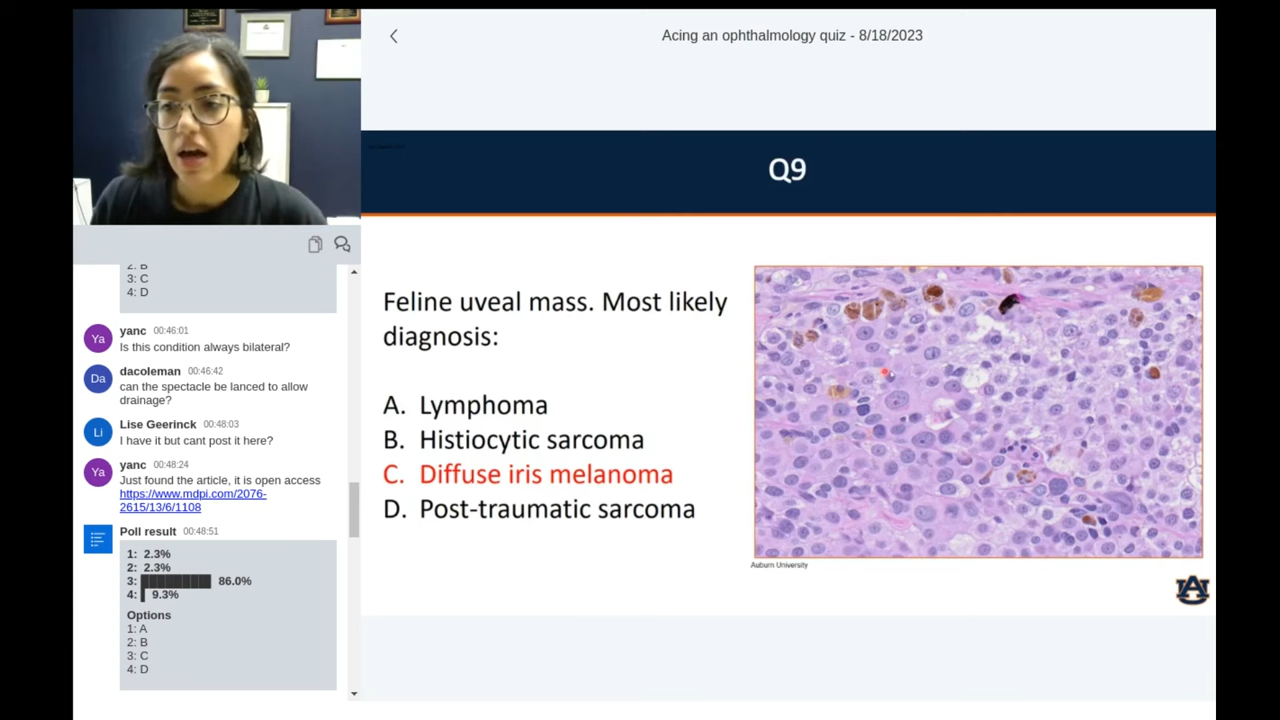 Acing an ophthalmology quiz - 8/18/2023
Q9
Feline uveal mass. Most likely
diagnosis:
A. Lymphoma
B. Histiocytic sarcoma
C. Diffuse iris melanoma
D. Post-traumatic sarcoma
Auburn University
2: B
3: C
4: D
Ya
yanc 00:46:01
Is this condition always bilateral?
Da
dacoleman 00:46:42
can the spectacle be lanced to allow
drainage?
Li
Lise Geerinck 00:48:03
I have it but cant post it here?
Ya
yanc 00:48:24
Just found the article, it is open access
https://www.mdpi.com/2076-
2615/13/6/1108
Poll result 00:48:51
1: 2.3%
2: 2.3%
3: 86.0%
4: 9.3%
Options
1: A
2: B
3: C
4: D